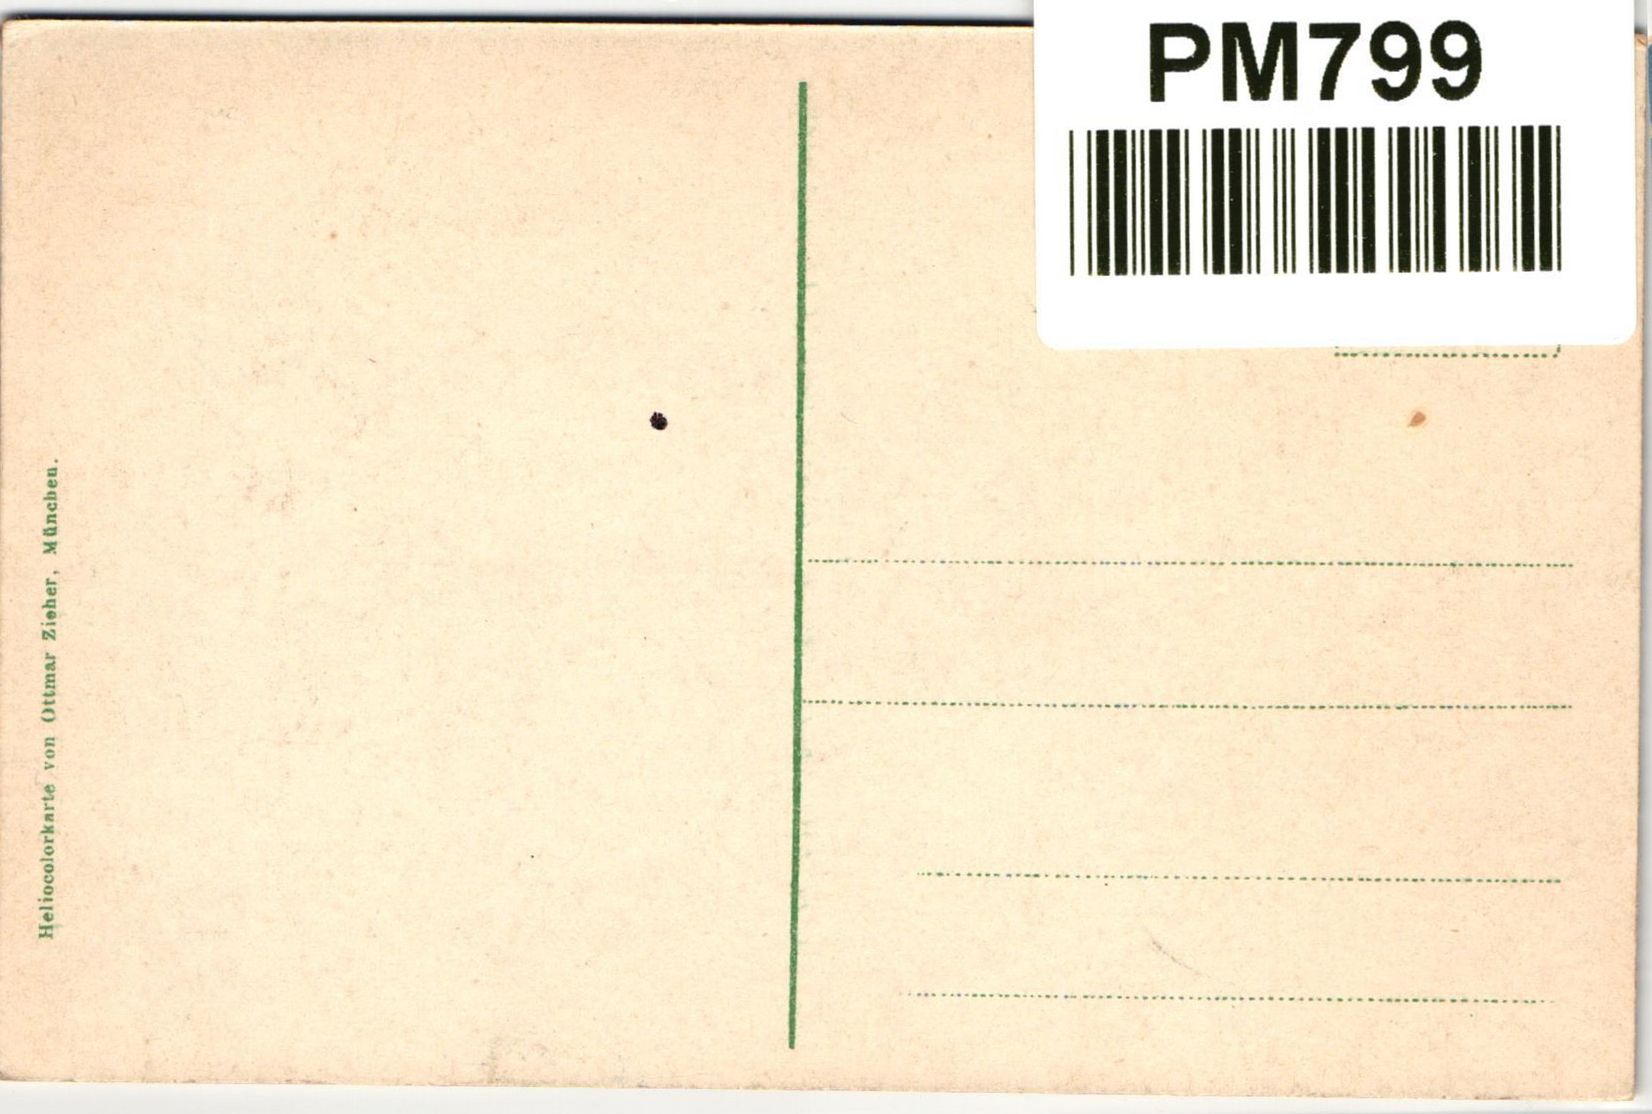 PM799
Heliocolorkarte von Ottmar Zieher, München.